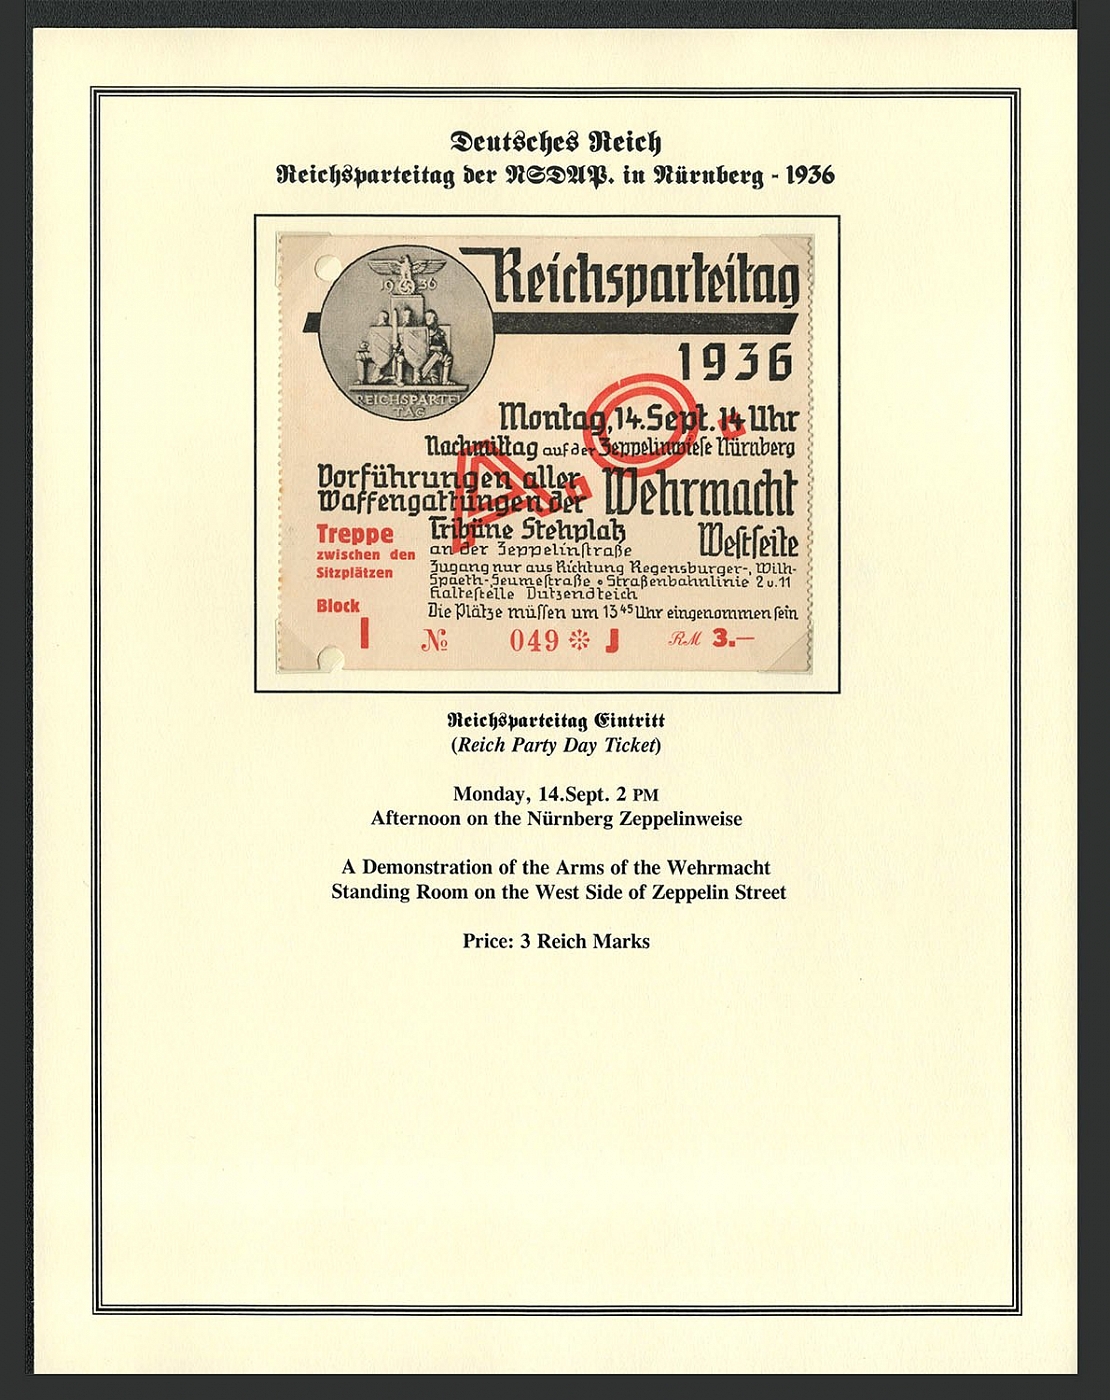 Deutsches Reich
Reichsparteitag der NSDAP. in Nürnberg - 1936
1936
REICHSPARTEI
TAG
Reichsparteitag
1936
A.O.
Montag, 14. Sept. 14 Uhr
Nachmittag auf der Zeppelinwiese Nürnberg
Vorführungen aller
Waffengattungen der Wehrmacht
Tribüne Stehplatz Westseite
an der Zeppelinstraße
Zugang nur aus Richtung Regensburger-, Wilh-
Spaeth-Seumestraße • Straßenbahnlinie 2 u. 11
Haltestelle Dutzendteich
Die Plätze müssen um 13 45 Uhr eingenommen sein
Treppe
zwischen den
Sitzplätzen
Block
I
№ 049 ❊ J RM 3.—
Reichsparteitag Eintritt
(Reich Party Day Ticket)
Monday, 14.Sept. 2 PM
Afternoon on the Nürnberg Zeppelinweise
A Demonstration of the Arms of the Wehrmacht
Standing Room on the West Side of Zeppelin Street
Price: 3 Reich Marks